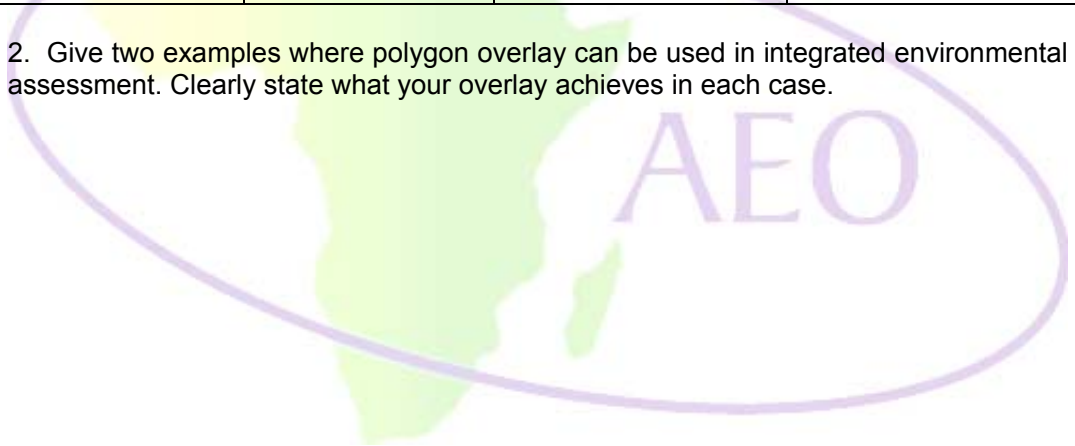 2. Give two examples where polygon overlay can be used in integrated environmental
assessment. Clearly state what your overlay achieves in each case.
AEO